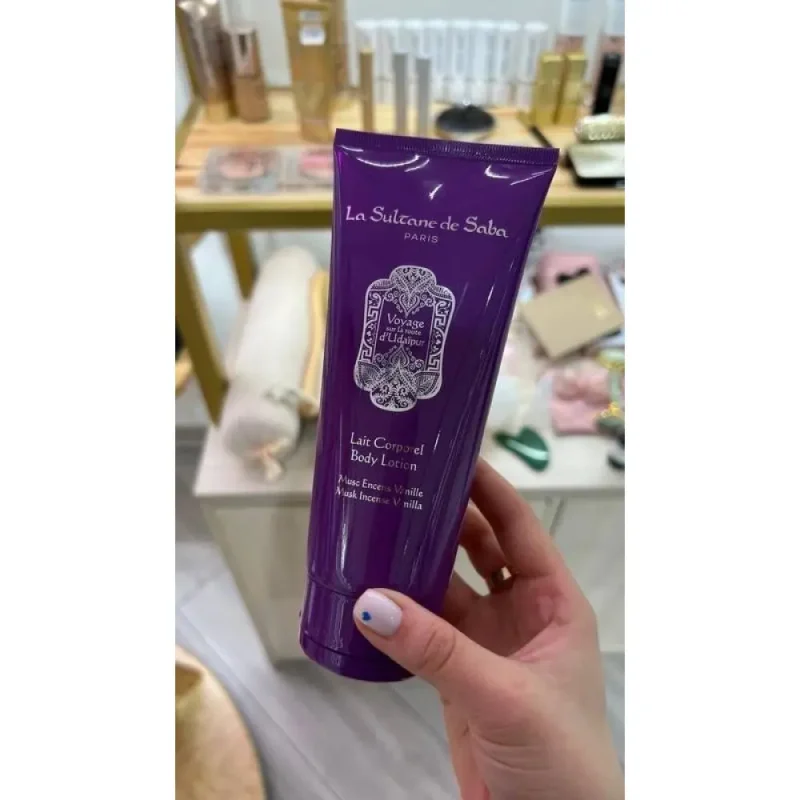 La Sultane de Saba
PARIS
Voyage
sur la route
d'Udaïpur
Lait Corporel
Body Lotion
Musc Encens Vanille
Musk Incense Vanilla